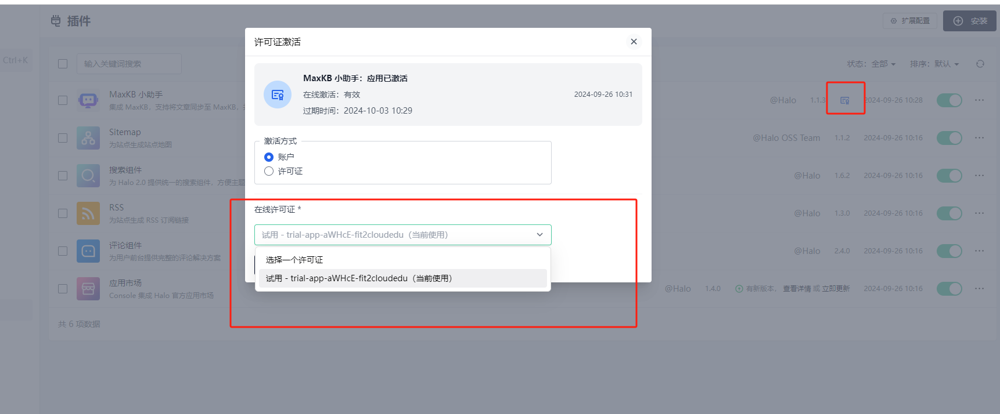 插件
扩展配置
安装
Ctrl+K
输入关键词搜索
状态：全部
排序：默认
许可证激活
MaxKB 小助手：应用已激活
在线激活：有效
2024-09-26 10:31
过期时间：2024-10-03 10:29
激活方式
账户
许可证
在线许可证 *
试用 - trial-app-aWHcE-fit2cloudedu（当前使用）
选择一个许可证
试用 - trial-app-aWHcE-fit2cloudedu（当前使用）
MaxKB 小助手
集成 MaxKB，支持将文章同步至 MaxKB，
@Halo
1.1.3
2024-09-26 10:28
Sitemap
为站点生成站点地图
@Halo OSS Team
1.1.2
2024-09-26 10:16
搜索组件
为 Halo 2.0 提供统一的搜索组件，方便主题
@Halo
1.6.2
2024-09-26 10:16
RSS
为站点生成 RSS 订阅链接
@Halo
1.3.0
2024-09-26 10:16
评论组件
为用户前台提供完整的评论解决方案
@Halo
2.4.0
2024-09-26 10:16
应用市场
Console 集成 Halo 官方应用市场
@Halo
1.4.0
有新版本，查看详情 或 立即更新
2024-09-26 10:16
共 6 项数据